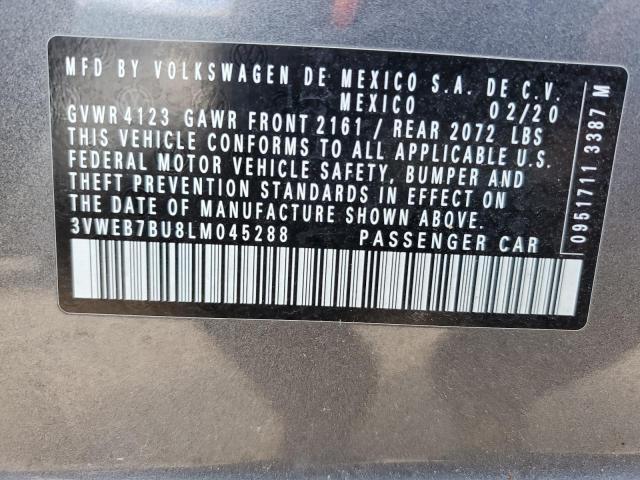 MFD BY VOLKSWAGEN DE MEXICO S.A. DE C.V.
MEXICO 02/20
GVWR 4123 GAWR FRONT 2161 / REAR 2072 LBS
THIS VEHICLE CONFORMS TO ALL APPLICABLE U.S.
FEDERAL MOTOR VEHICLE SAFETY, BUMPER AND
THEFT PREVENTION STANDARDS IN EFFECT ON
THE DATE OF MANUFACTURE SHOWN ABOVE.
3VWEB7BU8LM045288 PASSENGER CAR
09517113387 M